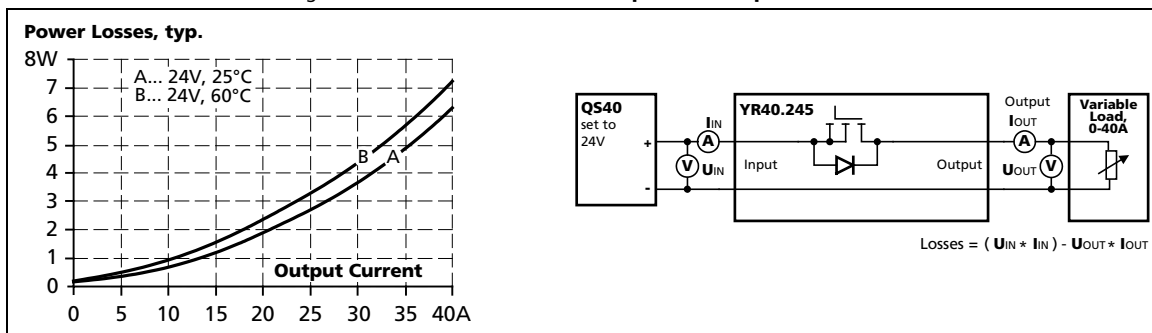 Power Losses, typ.
8W
7
6
5
4
3
2
1
0
A... 24V, 25°C
B... 24V, 60°C
B
A
Output Current
0 5 10 15 20 25 30 35 40A
QS40
set to
24V
+
-
IIN
A
V UIN
YR40.245
Input
Output
Output
IOUT
A
UOUT V
Variable
Load,
0-40A
Losses = ( UIN * IIN ) - UOUT * IOUT